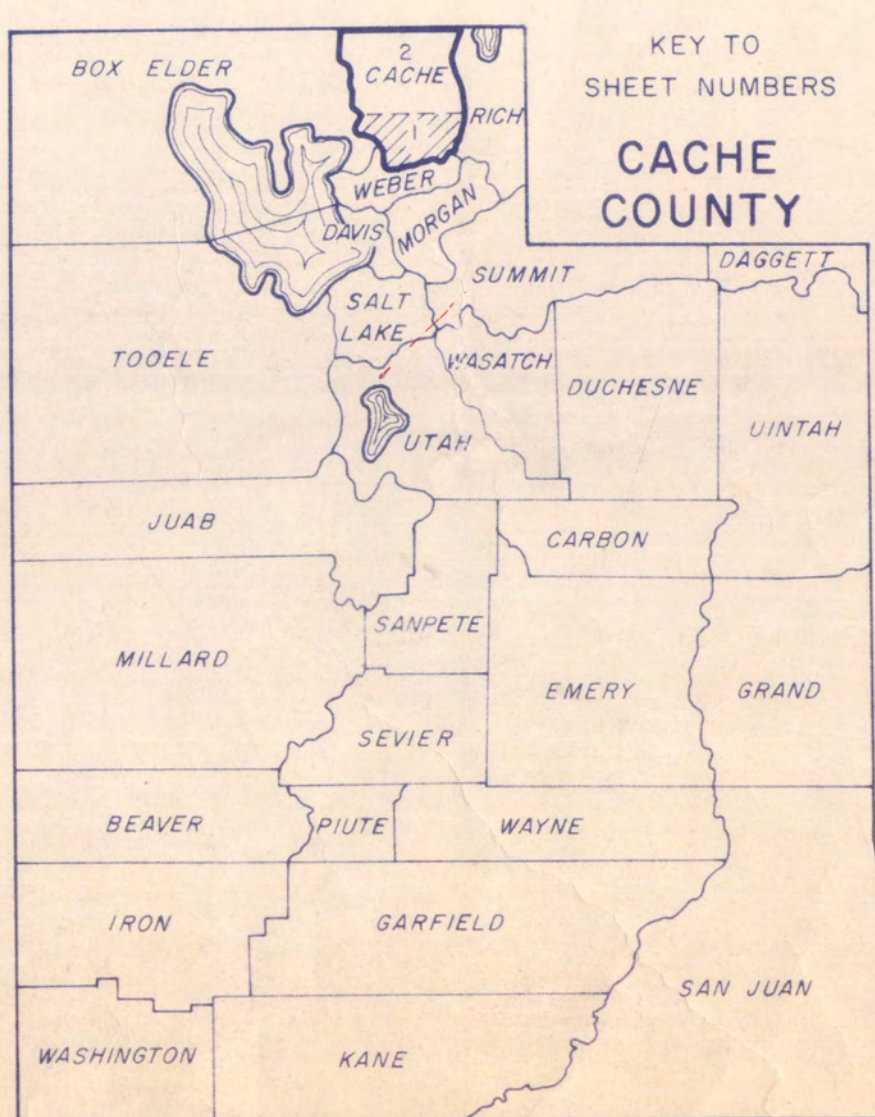 KEY TO
SHEET NUMBERS
CACHE
COUNTY
BOX ELDER
2
CACHE
1
RICH
WEBER
DAVIS
MORGAN
SUMMIT
DAGGETT
SALT
LAKE
TOOELE
WASATCH
DUCHESNE
UINTAH
UTAH
JUAB
CARBON
SANPETE
MILLARD
EMERY
GRAND
SEVIER
BEAVER
PIUTE
WAYNE
IRON
GARFIELD
SAN JUAN
WASHINGTON
KANE